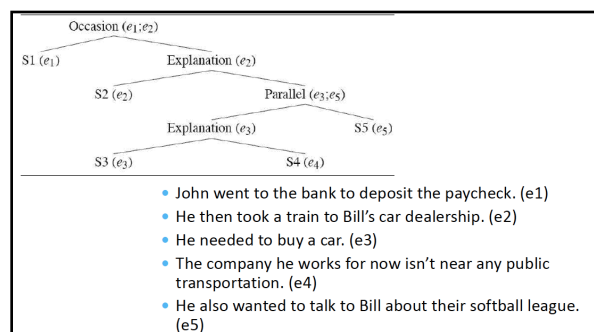 Occasion (e1;e2)
S1 (e1) Explanation (e2)
S2 (e2) Parallel (e3;e5)
Explanation (e3) S5 (e5)
S3 (e3) S4 (e4)
• John went to the bank to deposit the paycheck. (e1)
• He then took a train to Bill’s car dealership. (e2)
• He needed to buy a car. (e3)
• The company he works for now isn’t near any public
transportation. (e4)
• He also wanted to talk to Bill about their softball league.
(e5)